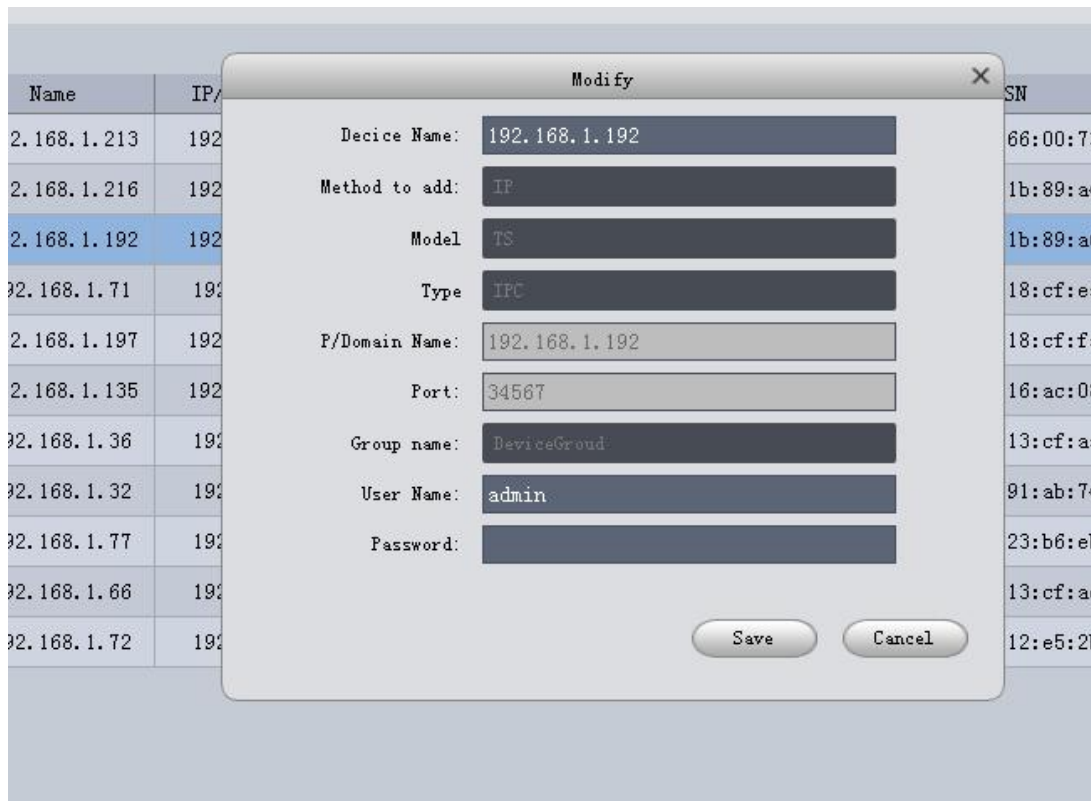 Modify
Name IP/ SN
Decice Name: 192.168.1.192
2.168.1.213 192 66:00:7
Method to add: IP
2.168.1.216 192 1b:89:a
Model TS
2.168.1.192 192 1b:89:a
Type IPC
92.168.1.71 192 18:cf:e
P/Domain Name: 192.168.1.192
2.168.1.197 192 18:cf:f
Port: 34567
2.168.1.135 192 16:ac:0
Group name: DeviceGroud
92.168.1.36 192 13:cf:a
User Name: admin
92.168.1.32 192 91:ab:7
Password:
92.168.1.77 192 23:b6:e
92.168.1.66 192 13:cf:a
Save Cancel
92.168.1.72 192 12:e5:2